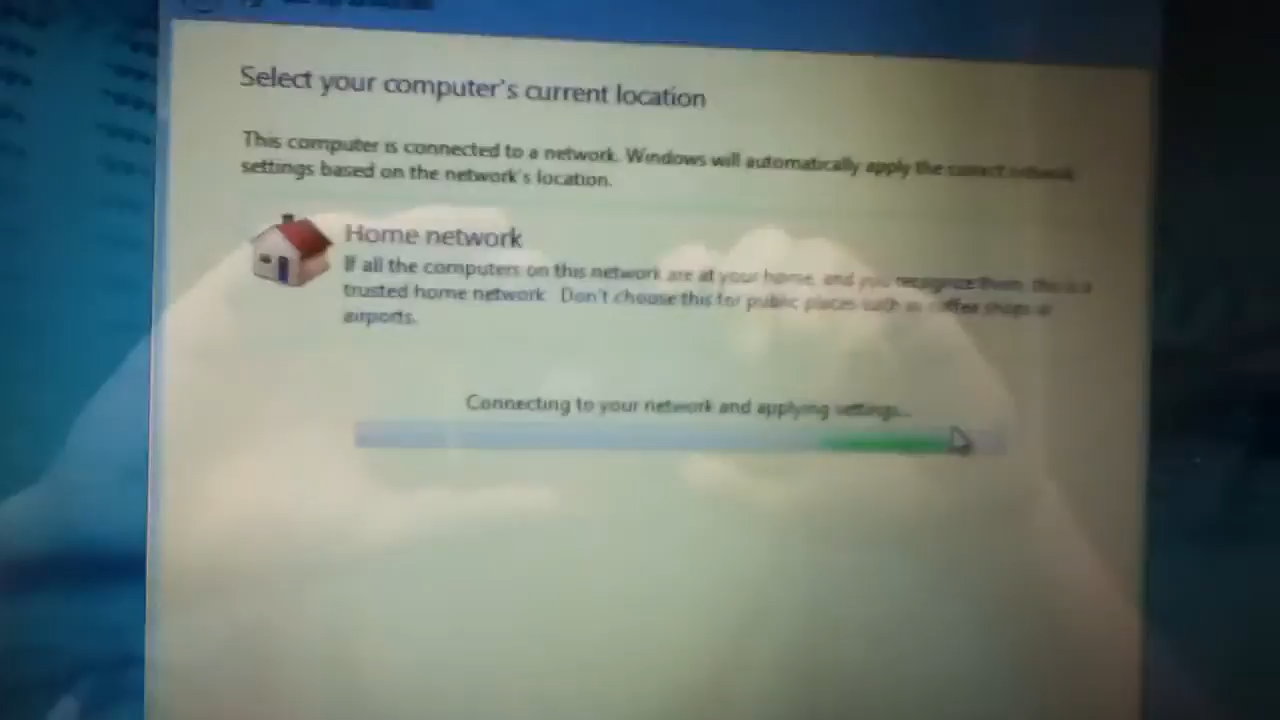 Select your computer's current location
This computer is connected to a network. Windows will automatically apply the correct network
settings based on the network's location.
Home network
If all the computers on this network are at your home, and you recognize them, this is a
trusted home network. Don't choose this for public places such as coffee shops or
airports.
Connecting to your network and applying settings...